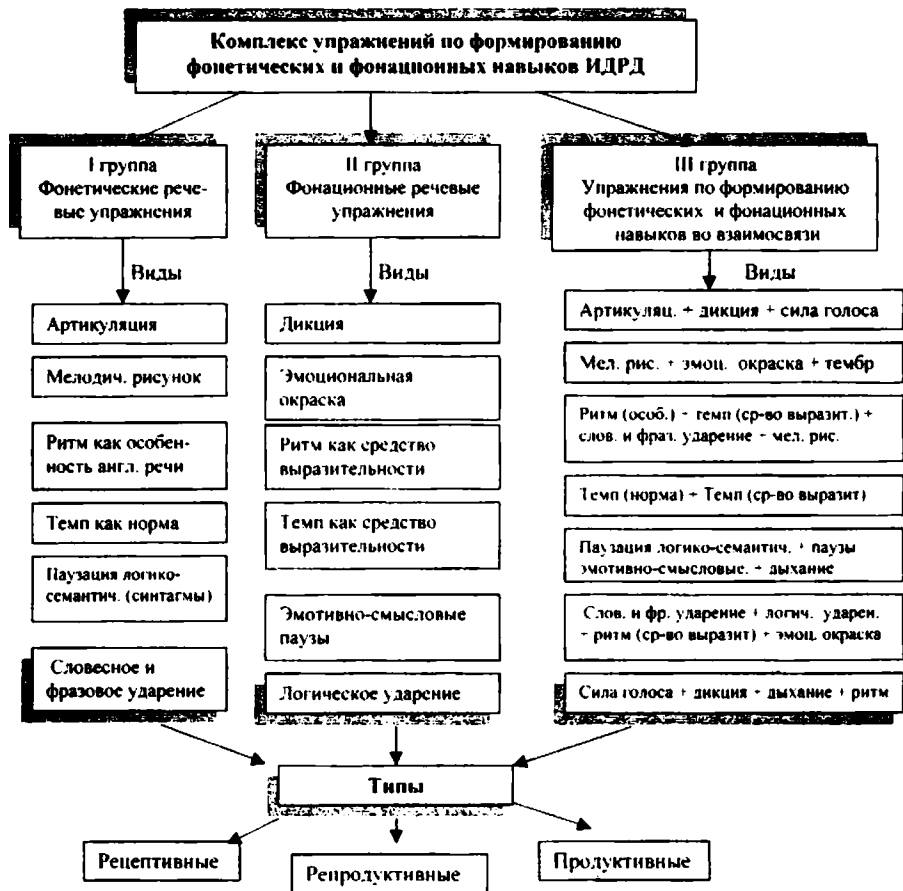 Комплекс упражнений по формированию
фонетических и фонационных навыков ИДРД
I группа
Фонетические рече-
вые упражнения
II группа
Фонационные речевые
упражнения
III группа
Упражнения по формированию
фонетических и фонационных
навыков во взаимосвязи
Виды
Виды
Виды
Артикуляция
Мелодич. рисунок
Ритм как особен-
ность англ. речи
Темп как норма
Паузация логико-
семантич. (синтагмы)
Словесное и
фразовое ударение
Дикция
Эмоциональная
окраска
Ритм как средство
выразительности
Темп как средство
выразительности
Эмотивно-смысловые
паузы
Логическое ударение
Артикуляц. + дикция + сила голоса
Мел. рис. + эмоц. окраска + тембр
Ритм (особ.) + темп (ср-во выразит.) +
слов. и фраз. ударение + мел. рис.
Темп (норма) + Темп (ср-во выразит)
Паузация логико-семантич. + паузы
эмотивно-смысловые. + дыхание
Слов. и фр. ударение + логич. ударен.
+ ритм (ср-во выразит) + эмоц. окраска
Сила голоса + дикция + дыхание + ритм
Типы
Рецептивные
Репродуктивные
Продуктивные